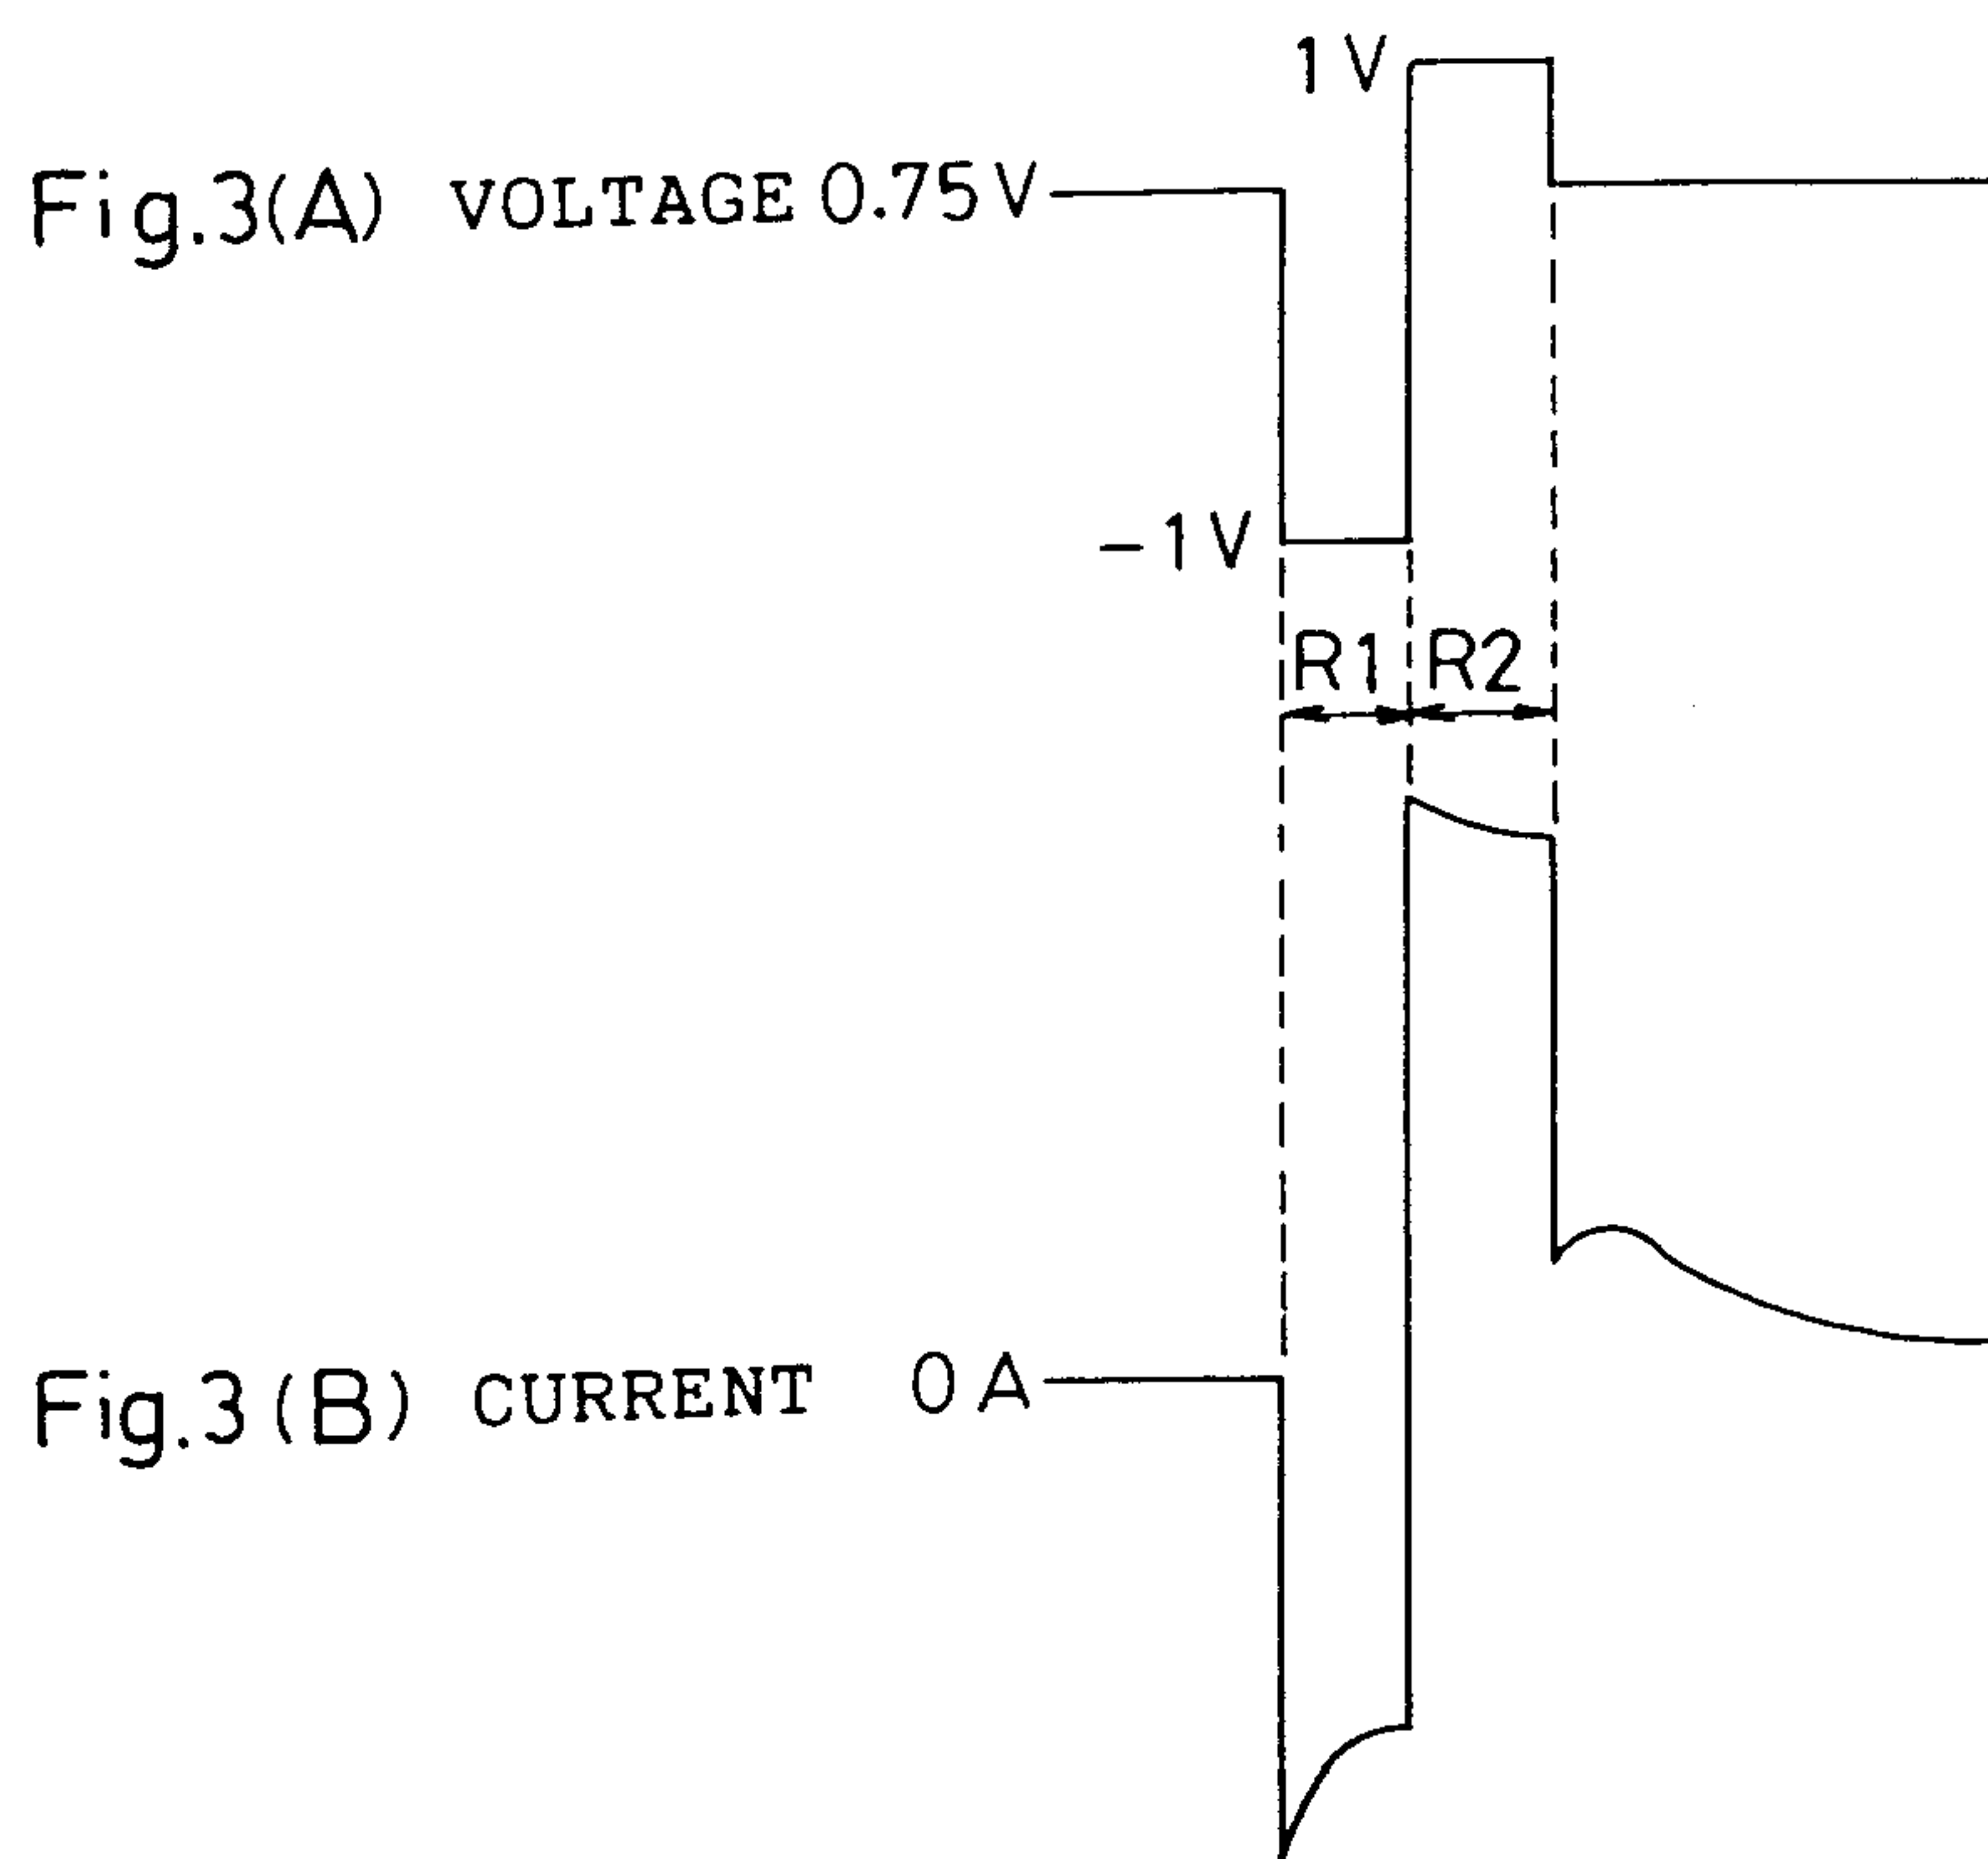 1V
Fig.3(A) VOLTAGE 0.75V
-1V
R1 R2
Fig.3(B) CURRENT 0A